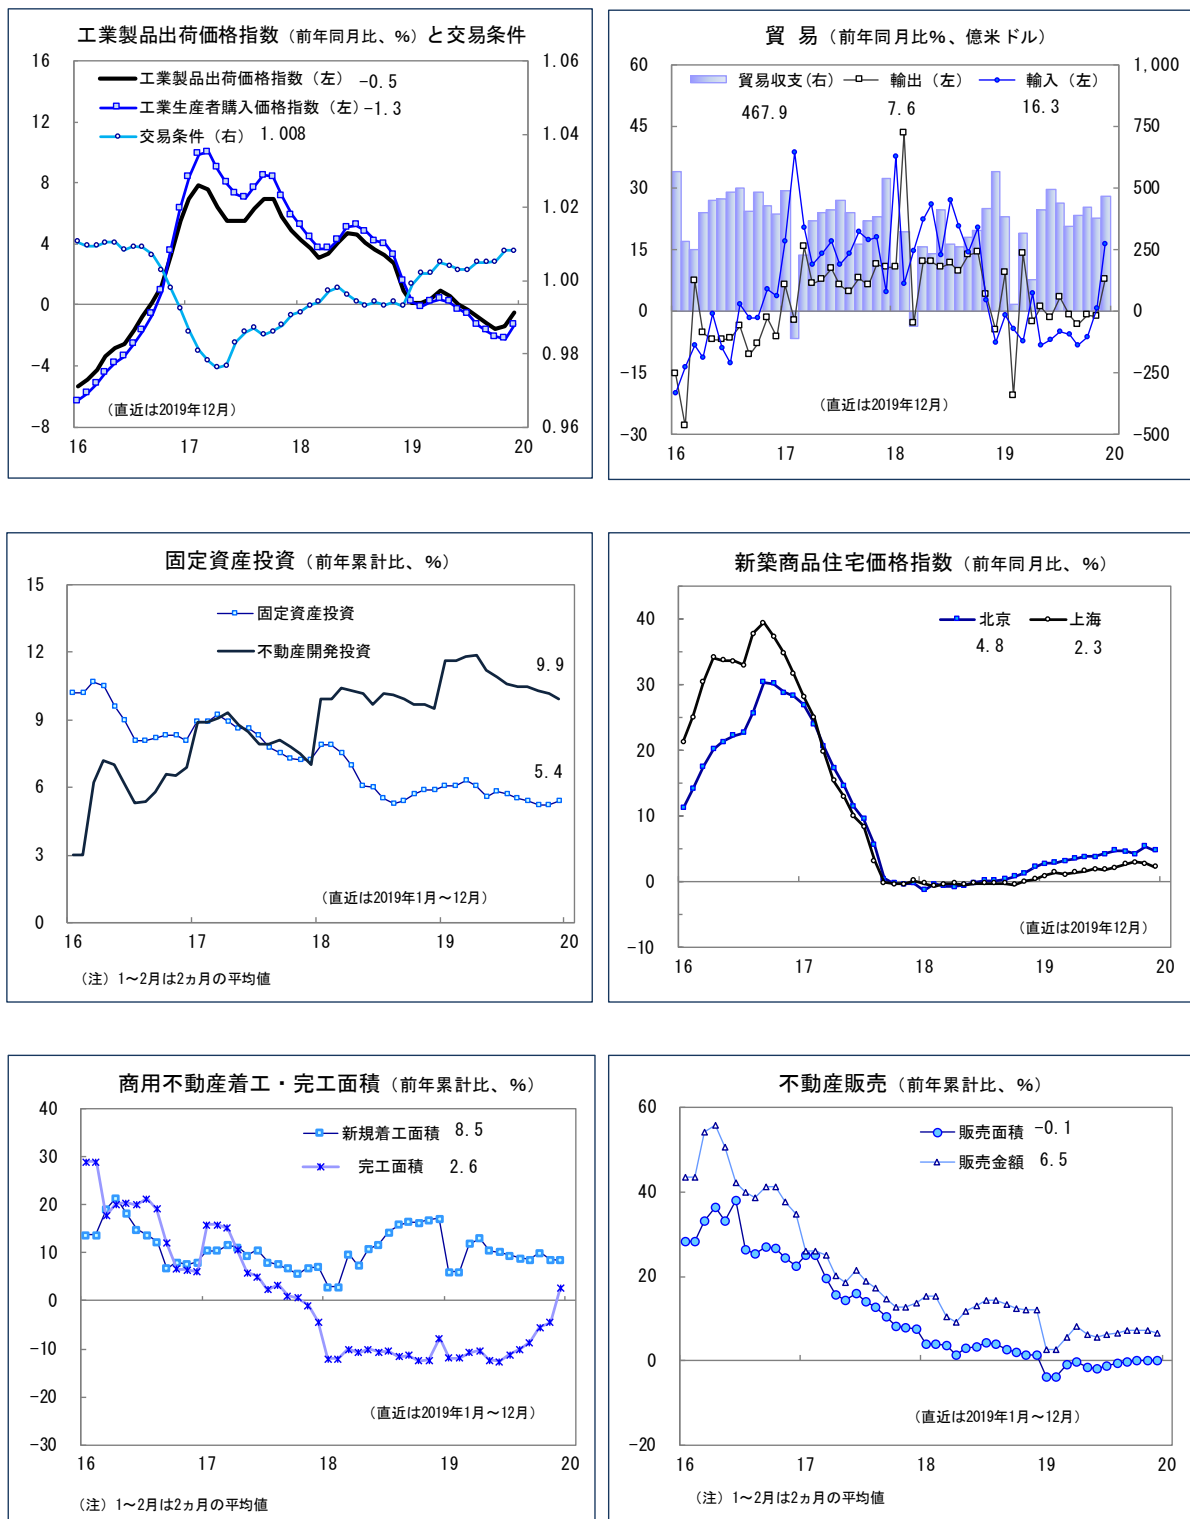 工業製品出荷価格指数（前年同月比、%）と交易条件
16
12
8
4
0
-4
-8
1.06
1.04
1.02
1.00
0.98
0.96
工業製品出荷価格指数（左） -0.5
工業生産者購入価格指数（左） -1.3
交易条件（右） 1.008
（直近は2019年12月）
16 17 18 19 20
貿 易（前年同月比%、億米ドル）
60
45
30
15
0
-15
-30
1,000
750
500
250
0
-250
-500
貿易収支(右) 輸出（左） 輸入（左）
467.9 7.6 16.3
（直近は2019年12月）
16 17 18 19 20
固定資産投資（前年累計比、%）
15
12
9
6
3
0
固定資産投資
不動産開発投資
9.9
5.4
（直近は2019年1月～12月）
16 17 18 19 20
（注）1～2月は2ヵ月の平均値
新築商品住宅価格指数（前年同月比、%）
40
30
20
10
0
-10
北京 上海
4.8 2.3
（直近は2019年12月）
16 17 18 19 20
商用不動産着工・完工面積（前年累計比、%）
40
30
20
10
0
-10
-20
-30
新規着工面積 8.5
完工面積 2.6
（直近は2019年1月～12月）
16 17 18 19 20
（注）1～2月は2ヵ月の平均値
不動産販売（前年累計比、%）
60
40
20
0
-20
販売面積 -0.1
販売金額 6.5
（直近は2019年1月～12月）
16 17 18 19 20
（注）1～2月は2ヵ月の平均値